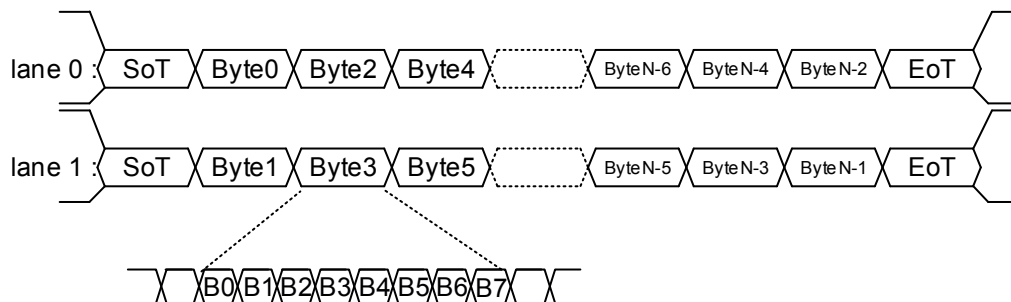 lane 0 : SoT Byte0 Byte2 Byte4 ByteN-6 ByteN-4 ByteN-2 EoT
lane 1 : SoT Byte1 Byte3 Byte5 ByteN-5 ByteN-3 ByteN-1 EoT
B0 B1 B2 B3 B4 B5 B6 B7